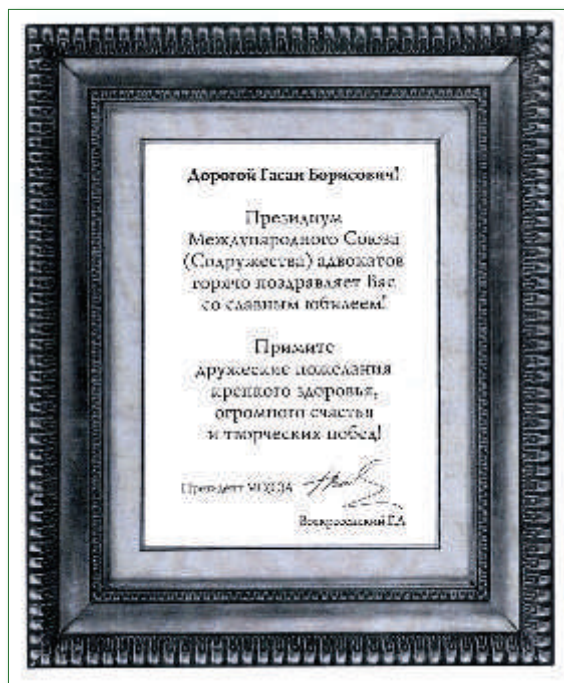 Дорогой Гасан Борисович!
Президиум
Международного Союза
(Содружества) адвокатов
горячо поздравляет Вас
со славным юбилеем!
Примите
дружеские пожелания
крепкого здоровья,
огромного счастья
и творческих побед!
Президент
Воскресенский Г.А